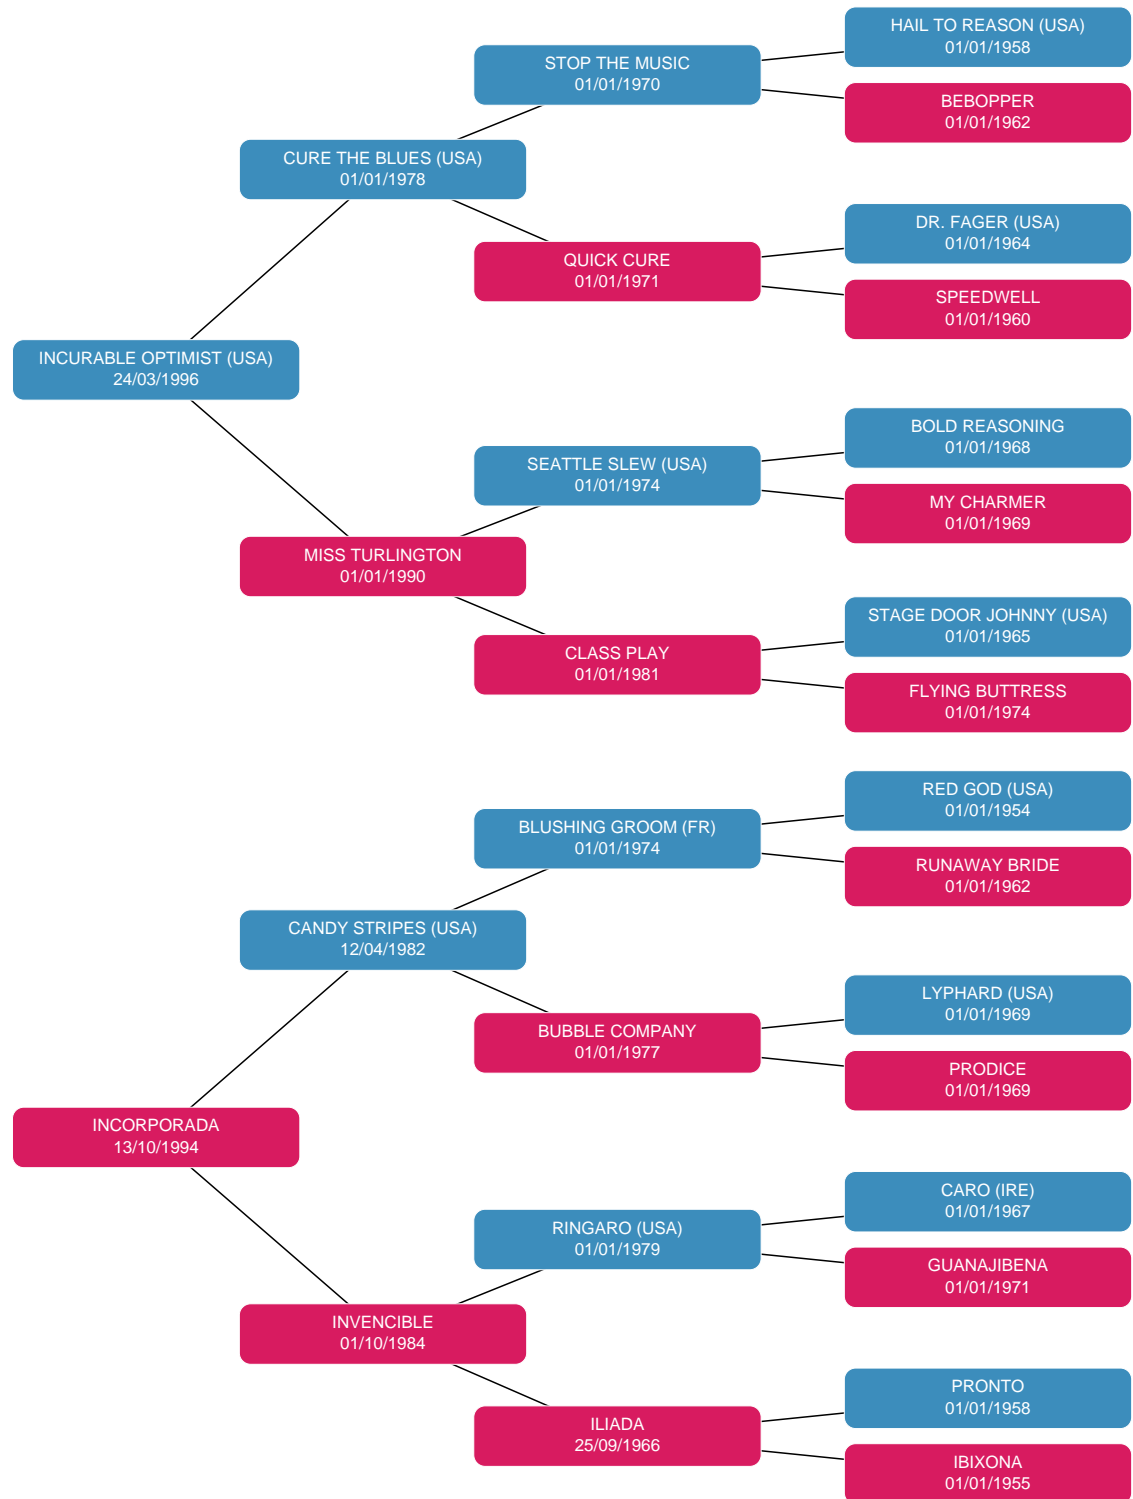 HAIL TO REASON (USA)
01/01/1958
STOP THE MUSIC
01/01/1970
BEBOPPER
01/01/1962
CURE THE BLUES (USA)
01/01/1978
DR. FAGER (USA)
01/01/1964
QUICK CURE
01/01/1971
SPEEDWELL
01/01/1960
INCURABLE OPTIMIST (USA)
24/03/1996
BOLD REASONING
01/01/1968
SEATTLE SLEW (USA)
01/01/1974
MY CHARMER
01/01/1969
MISS TURLINGTON
01/01/1990
STAGE DOOR JOHNNY (USA)
01/01/1965
CLASS PLAY
01/01/1981
FLYING BUTTRESS
01/01/1974
RED GOD (USA)
01/01/1954
BLUSHING GROOM (FR)
01/01/1974
RUNAWAY BRIDE
01/01/1962
CANDY STRIPES (USA)
12/04/1982
LYPHARD (USA)
01/01/1969
BUBBLE COMPANY
01/01/1977
PRODICE
01/01/1969
INCORPORADA
13/10/1994
CARO (IRE)
01/01/1967
RINGARO (USA)
01/01/1979
GUANAJIBENA
01/01/1971
INVENCIBLE
01/10/1984
PRONTO
01/01/1958
ILIADA
25/09/1966
IBIXONA
01/01/1955